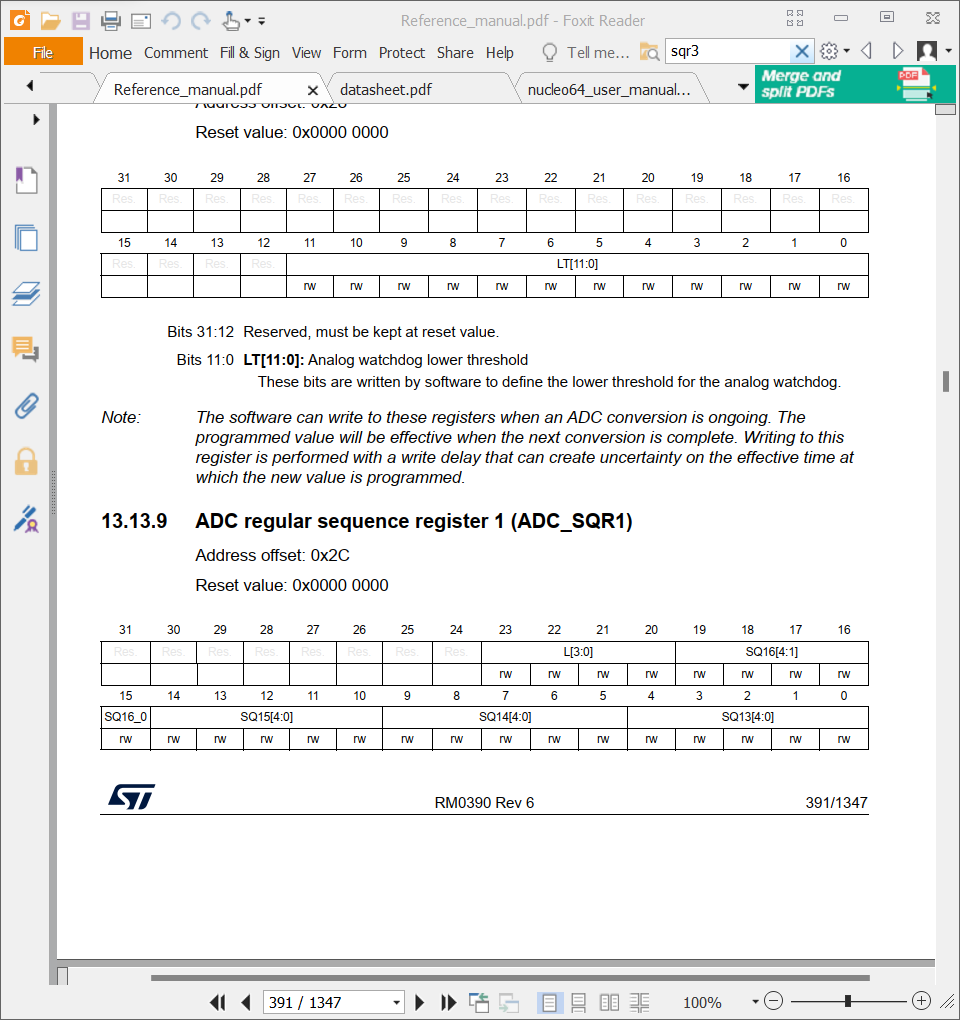 Reference_manual.pdf - Foxit Reader
File Home Comment Fill & Sign View Form Protect Share Help Tell me... sqr3
Reference_manual.pdf datasheet.pdf nucleo64_user_manual... Merge and
split PDFs
PDF
Address offset: 0x28
Reset value: 0x0000 0000
31 30 29 28 27 26 25 24 23 22 21 20 19 18 17 16
Res. Res. Res. Res. Res. Res. Res. Res. Res. Res. Res. Res. Res. Res. Res. Res.
15 14 13 12 11 10 9 8 7 6 5 4 3 2 1 0
Res. Res. Res. Res. LT[11:0]
rw rw rw rw rw rw rw rw rw rw rw rw
Bits 31:12 Reserved, must be kept at reset value.
Bits 11:0 LT[11:0]: Analog watchdog lower threshold
These bits are written by software to define the lower threshold for the analog watchdog.
Note: The software can write to these registers when an ADC conversion is ongoing. The
programmed value will be effective when the next conversion is complete. Writing to this
register is performed with a write delay that can create uncertainty on the effective time at
which the new value is programmed.
13.13.9 ADC regular sequence register 1 (ADC_SQR1)
Address offset: 0x2C
Reset value: 0x0000 0000
31 30 29 28 27 26 25 24 23 22 21 20 19 18 17 16
Res. Res. Res. Res. Res. Res. Res. Res. L[3:0] SQ16[4:1]
rw rw rw rw rw rw rw rw
15 14 13 12 11 10 9 8 7 6 5 4 3 2 1 0
SQ16_0 SQ15[4:0] SQ14[4:0] SQ13[4:0]
rw rw rw rw rw rw rw rw rw rw rw rw rw rw rw rw
ST RM0390 Rev 6 391/1347
391 / 1347 100%